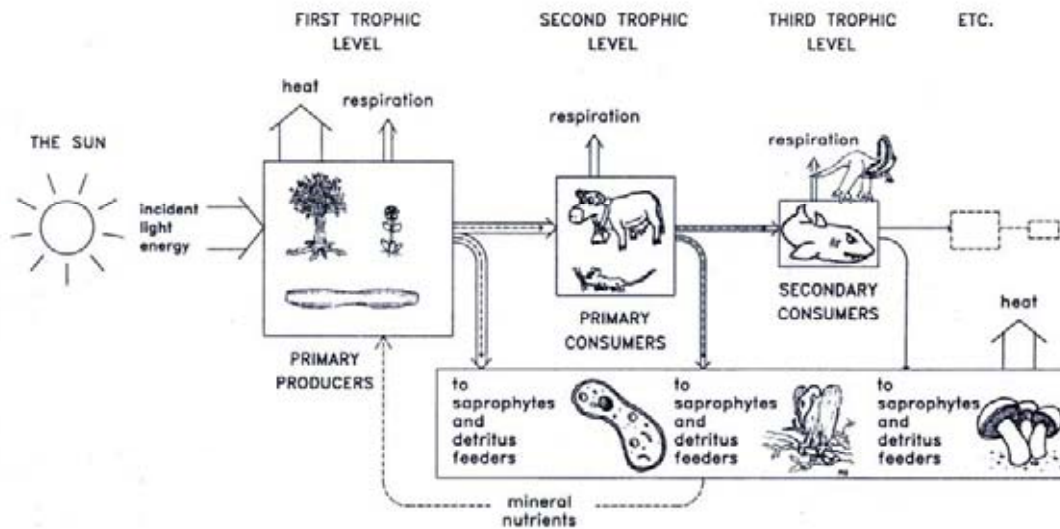 FIRST TROPHIC
LEVEL
SECOND TROPHIC
LEVEL
THIRD TROPHIC
LEVEL
ETC.
heat
respiration
respiration
respiration
THE SUN
incident
light
energy
PRIMARY
PRODUCERS
PRIMARY
CONSUMERS
SECONDARY
CONSUMERS
heat
to
saprophytes
and
detritus
feeders
to
saprophytes
and
detritus
feeders
to
saprophytes
and
detritus
feeders
mineral
nutrients